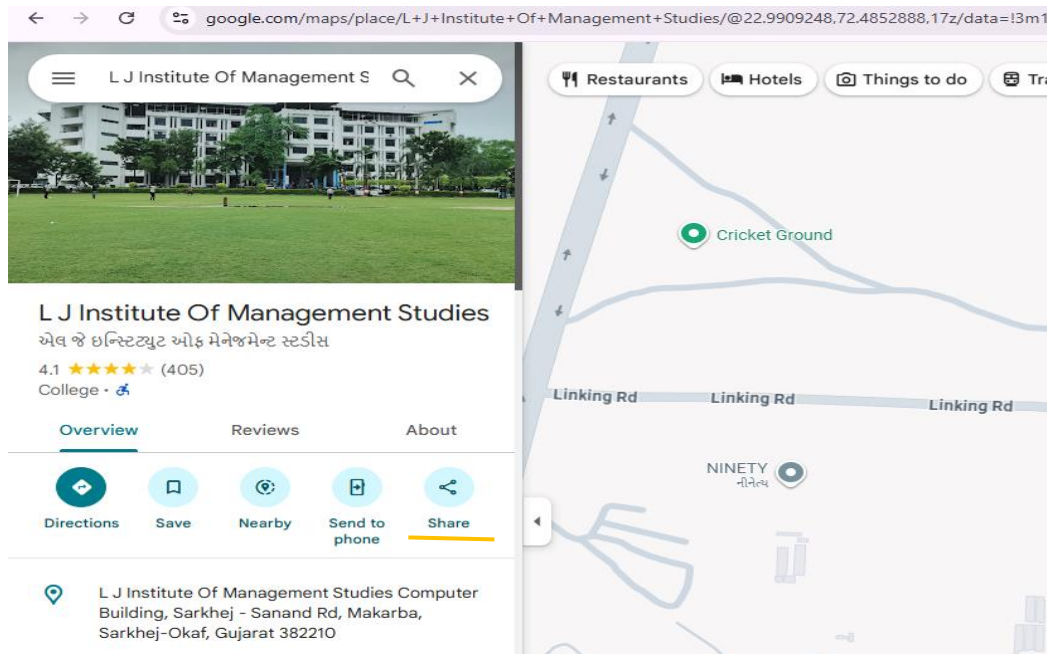 google.com/maps/place/L+J+Institute+Of+Management+Studies/@22.9909248,72.4852888,17z/data=!3m1
L J Institute Of Management S
Restaurants
Hotels
Things to do
Tra
Cricket Ground
L J Institute Of Management Studies
એલ જે ઇન્સ્ટિટ્યુટ ઓફ મેનેજમેન્ટ સ્ટડીસ
4.1 ★★★★★ (405)
College ·
Overview Reviews About
Linking Rd Linking Rd Linking Rd
NINETY
નીનેત્ય
Directions Save Nearby Send to phone Share
L J Institute Of Management Studies Computer
Building, Sarkhej - Sanand Rd, Makarba,
Sarkhej-Okaf, Gujarat 382210